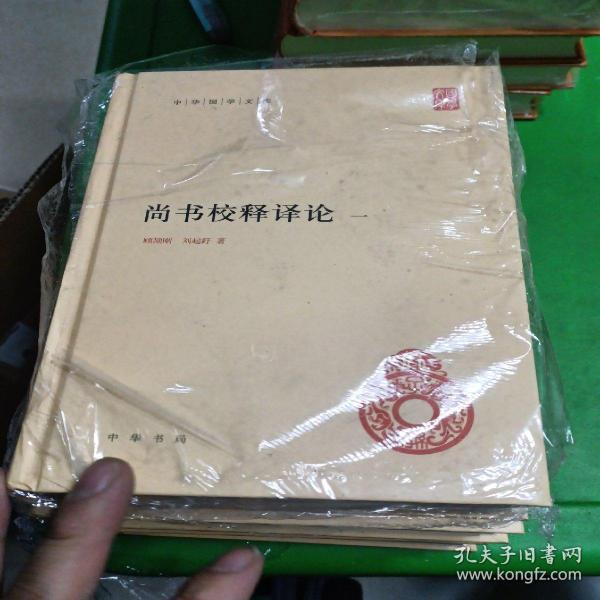 中华国学文库
尚书校释译论 一
顾颉刚 刘起釪 著
中华书局
孔夫子旧书网
www.kongfz.com